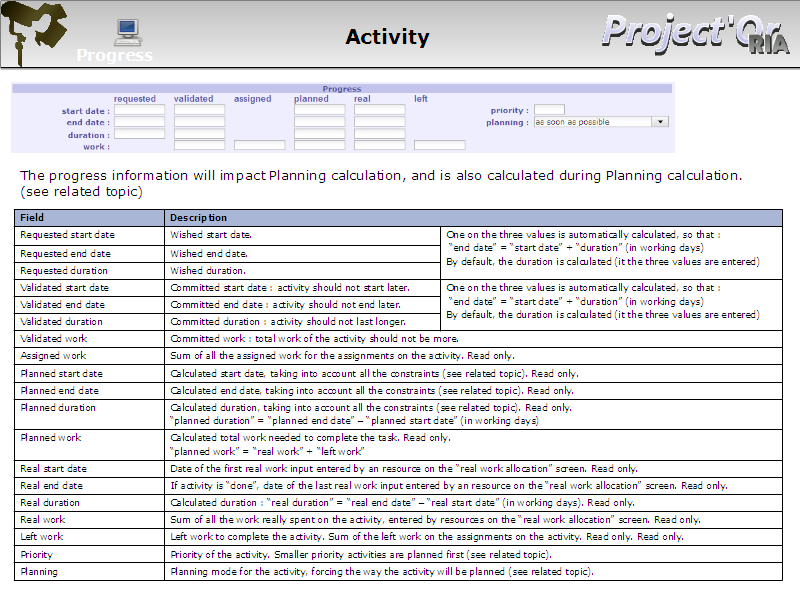 Progress
Activity
Project'Or
RIA
Progress
requested validated assigned planned real left
start date :
end date :
duration :
work :
priority :
planning : as soon as possible
The progress information will impact Planning calculation, and is also calculated during Planning calculation.
(see related topic)
Field Description
Requested start date Wished start date.
Requested end date Wished end date.
Requested duration Wished duration.
One on the three values is automatically calculated, so that :
“end date” = “start date” + “duration” (in working days)
By default, the duration is calculated (it the three values are entered)
Validated start date Committed start date : activity should not start later.
Validated end date Committed end date : activity should not end later.
Validated duration Committed duration : activity should not last longer.
One on the three values is automatically calculated, so that :
“end date” = “start date” + “duration” (in working days)
By default, the duration is calculated (it the three values are entered)
Validated work Committed work : total work of the activity should not be more.
Assigned work Sum of all the assigned work for the assignments on the activity. Read only.
Planned start date Calculated start date, taking into account all the constraints (see related topic). Read only.
Planned end date Calculated end date, taking into account all the constraints (see related topic). Read only.
Planned duration Calculated duration, taking into account all the constraints (see related topic). Read only.
“planned duration” = “planned end date” – “planned start date” (in working days)
Planned work Calculated total work needed to complete the task. Read only.
“planned work” = “real work” + “left work”
Real start date Date of the first real work input entered by an resource on the “real work allocation” screen. Read only.
Real end date If activity is “done”, date of the last real work input entered by an resource on the “real work allocation” screen. Read only.
Real duration Calculated duration : “real duration” = “real end date” – “real start date” (in working days). Read only.
Real work Sum of all the work really spent on the activity, entered by resources on the “real work allocation” screen. Read only.
Left work Left work to complete the activity. Sum of the left work on the assignments on the activity. Read only. Read only.
Priority Priority of the activity. Smaller priority activities are planned first (see related topic).
Planning Planning mode for the activity, forcing the way the activity will be planned (see related topic).